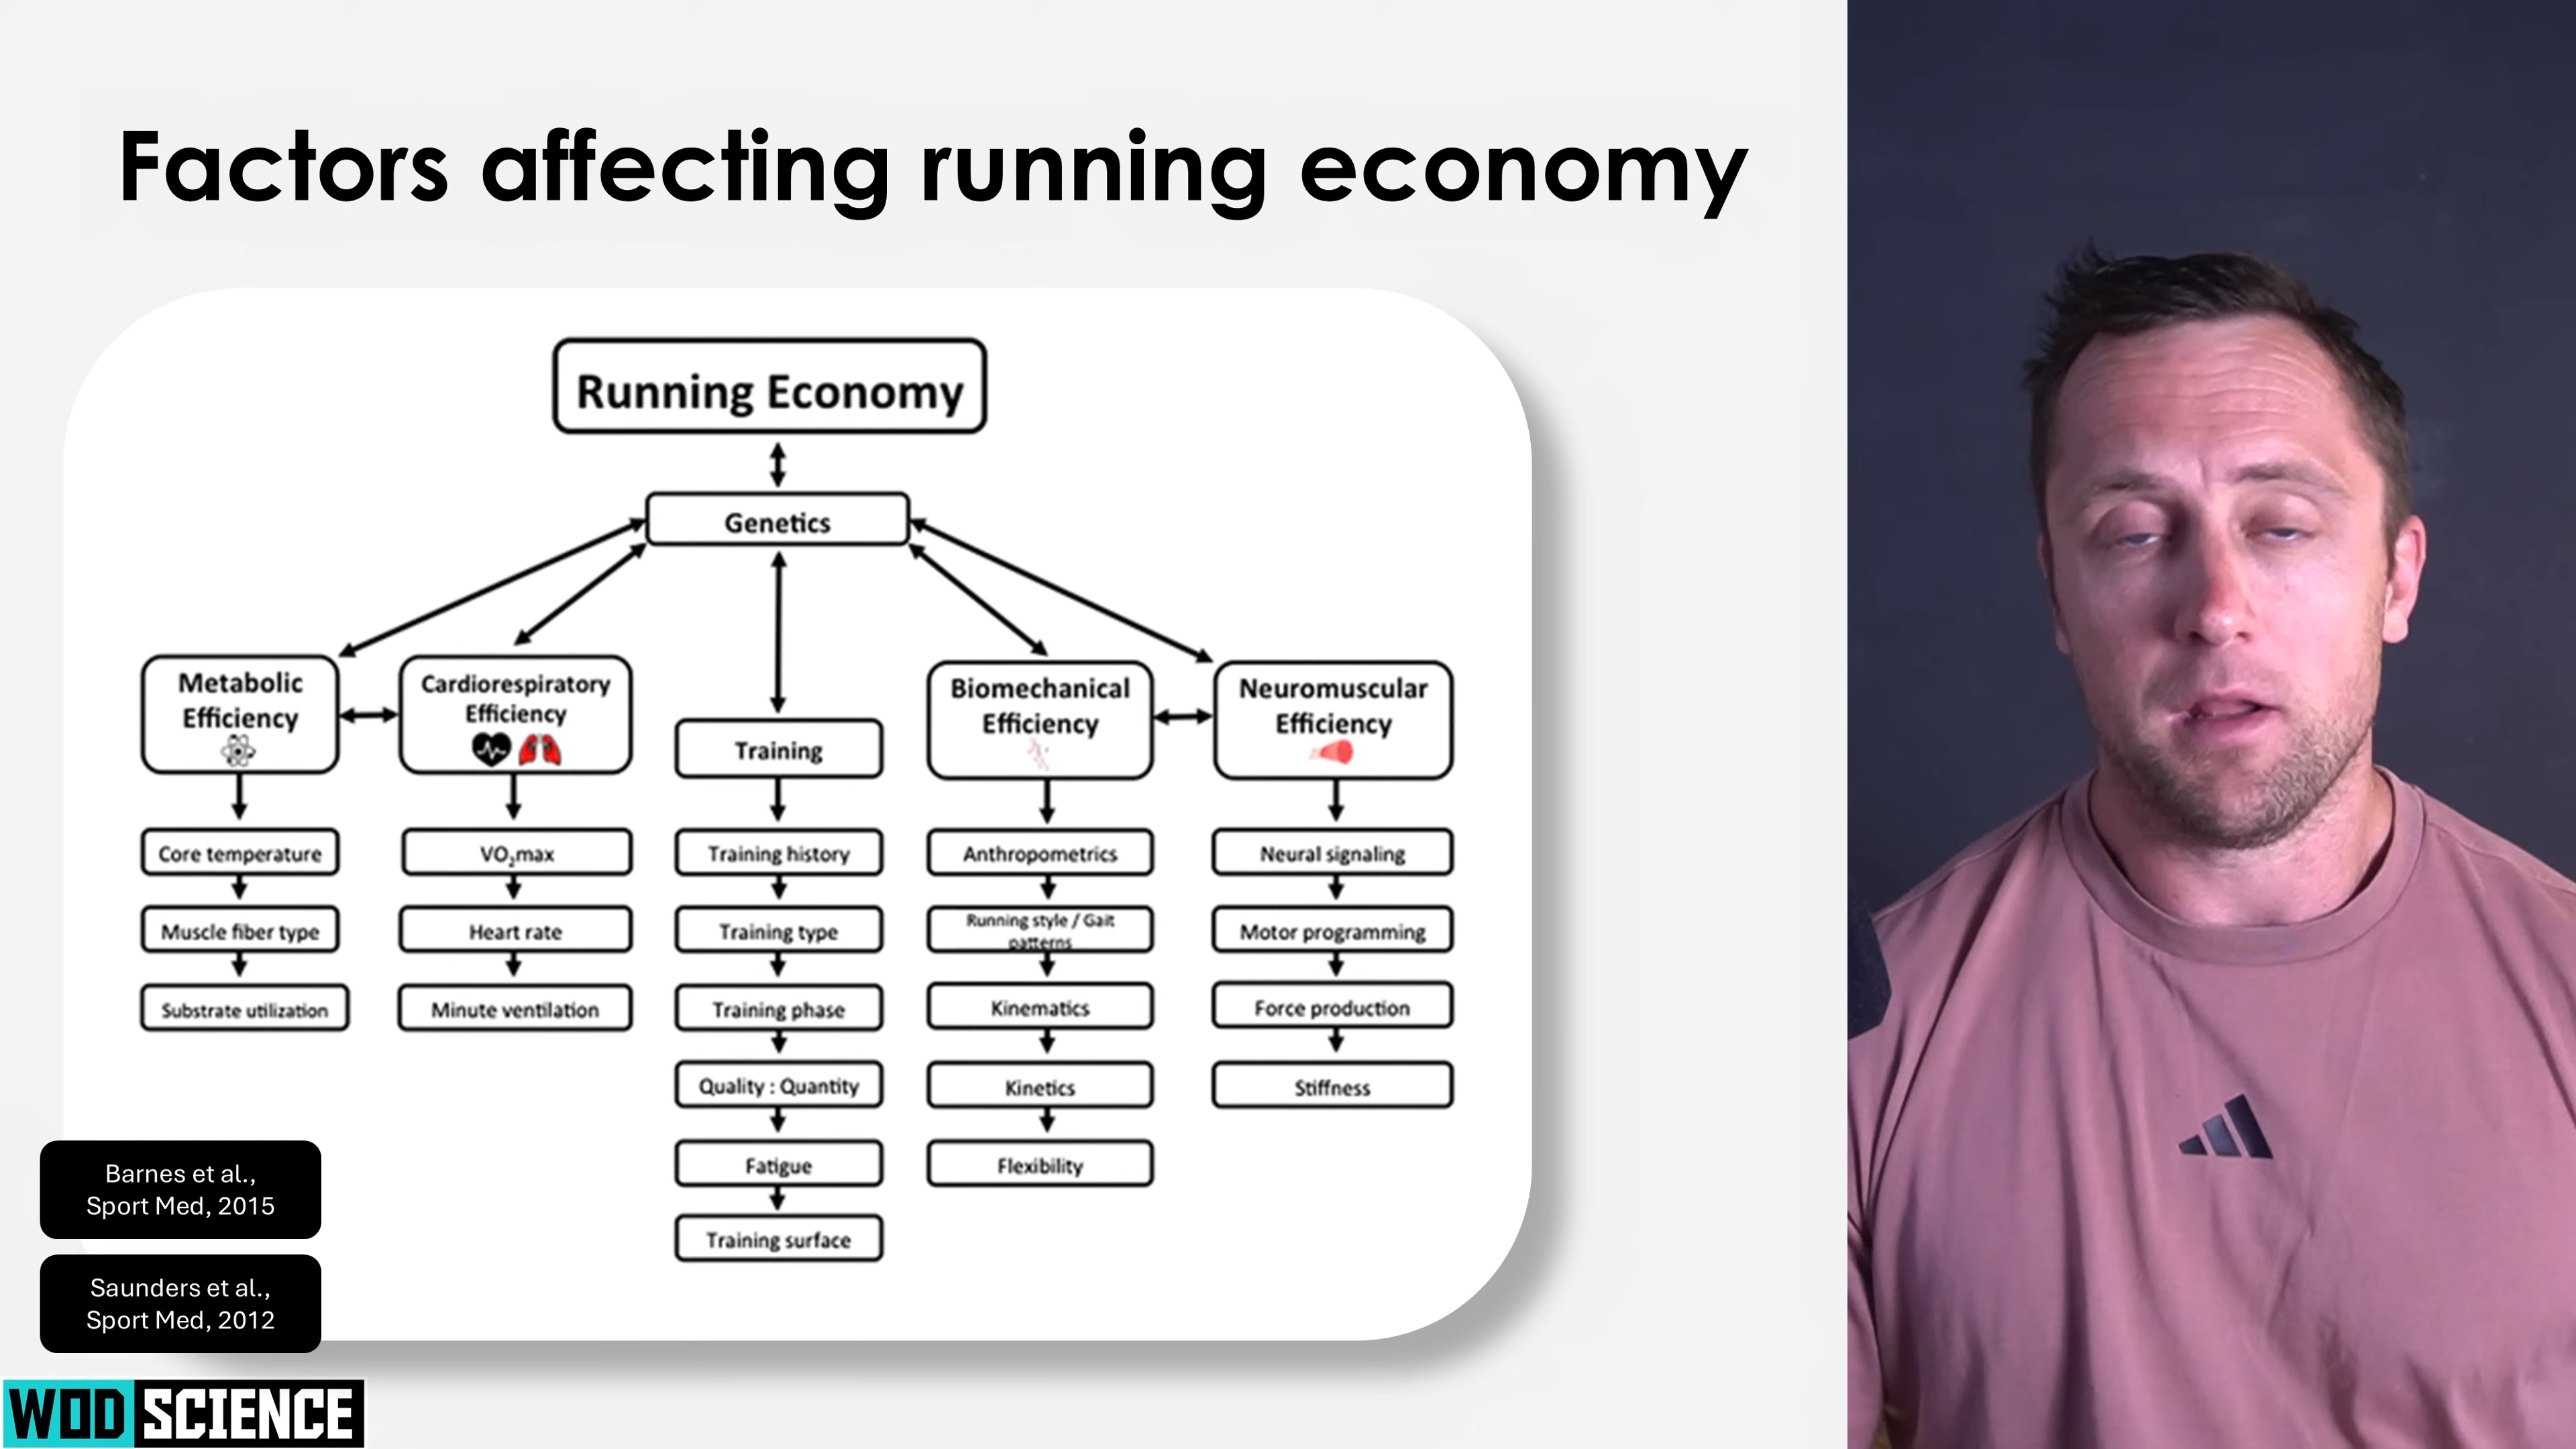 Factors affecting running economy
Running Economy
Genetics
Metabolic
Efficiency
Cardiorespiratory
Efficiency
Training
Biomechanical
Efficiency
Neuromuscular
Efficiency
Core temperature
Muscle fiber type
Substrate utilization
VO₂max
Heart rate
Minute ventilation
Training history
Training type
Training phase
Quality : Quantity
Fatigue
Training surface
Anthropometrics
Running style / Gait
patterns
Kinematics
Kinetics
Flexibility
Neural signaling
Motor programming
Force production
Stiffness
Barnes et al.,
Sport Med, 2015
Saunders et al.,
Sport Med, 2012
WOD SCIENCE